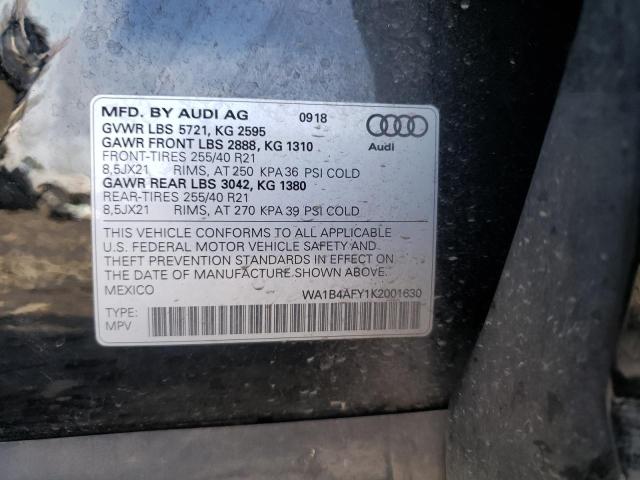 MFD. BY AUDI AG 0918
GVWR LBS 5721, KG 2595
GAWR FRONT LBS 2888, KG 1310
Audi
FRONT-TIRES 255/40 R21
8,5JX21 RIMS, AT 250 KPA 36 PSI COLD
GAWR REAR LBS 3042, KG 1380
REAR-TIRES 255/40 R21
8,5JX21 RIMS, AT 270 KPA 39 PSI COLD
THIS VEHICLE CONFORMS TO ALL APPLICABLE
U.S. FEDERAL MOTOR VEHICLE SAFETY AND
THEFT PREVENTION STANDARDS IN EFFECT ON
THE DATE OF MANUFACTURE SHOWN ABOVE.
MEXICO WA1B4AFY1K2001630
TYPE:
MPV